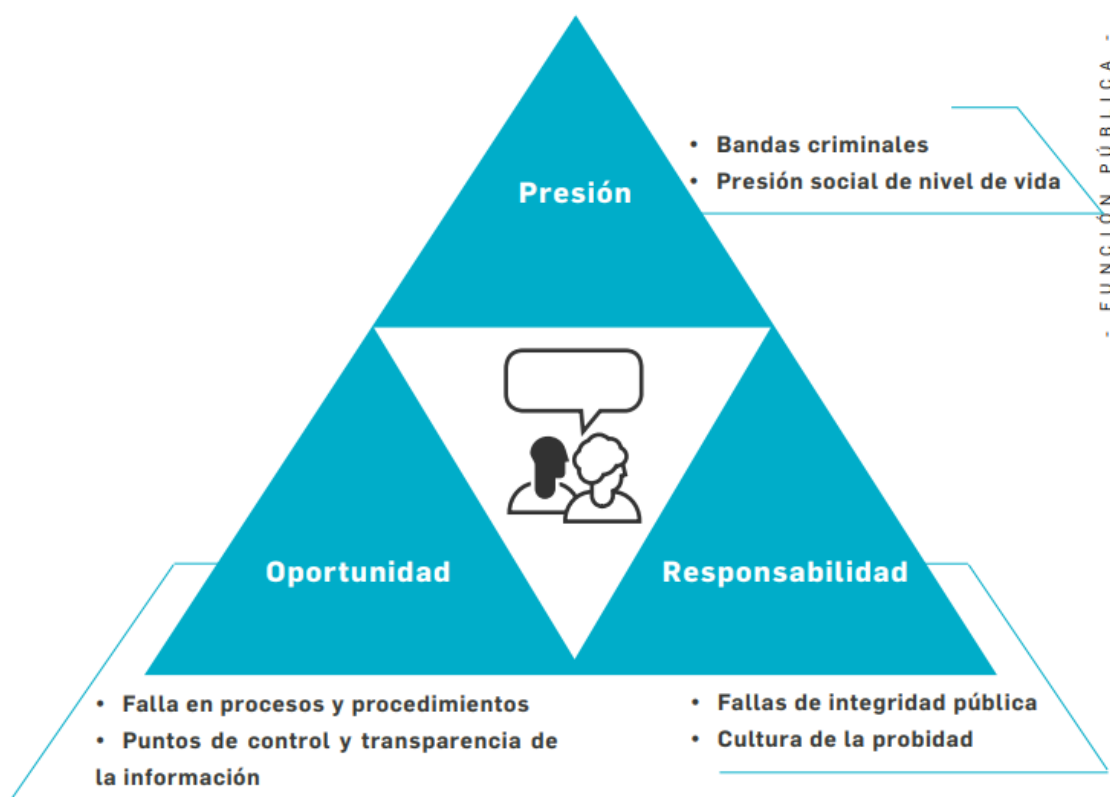 Presión
• Bandas criminales
• Presión social de nivel de vida
- FUNCIÓN PÚBLICA -
Oportunidad
Responsabilidad
• Falla en procesos y procedimientos
• Puntos de control y transparencia de
la información
• Fallas de integridad pública
• Cultura de la probidad